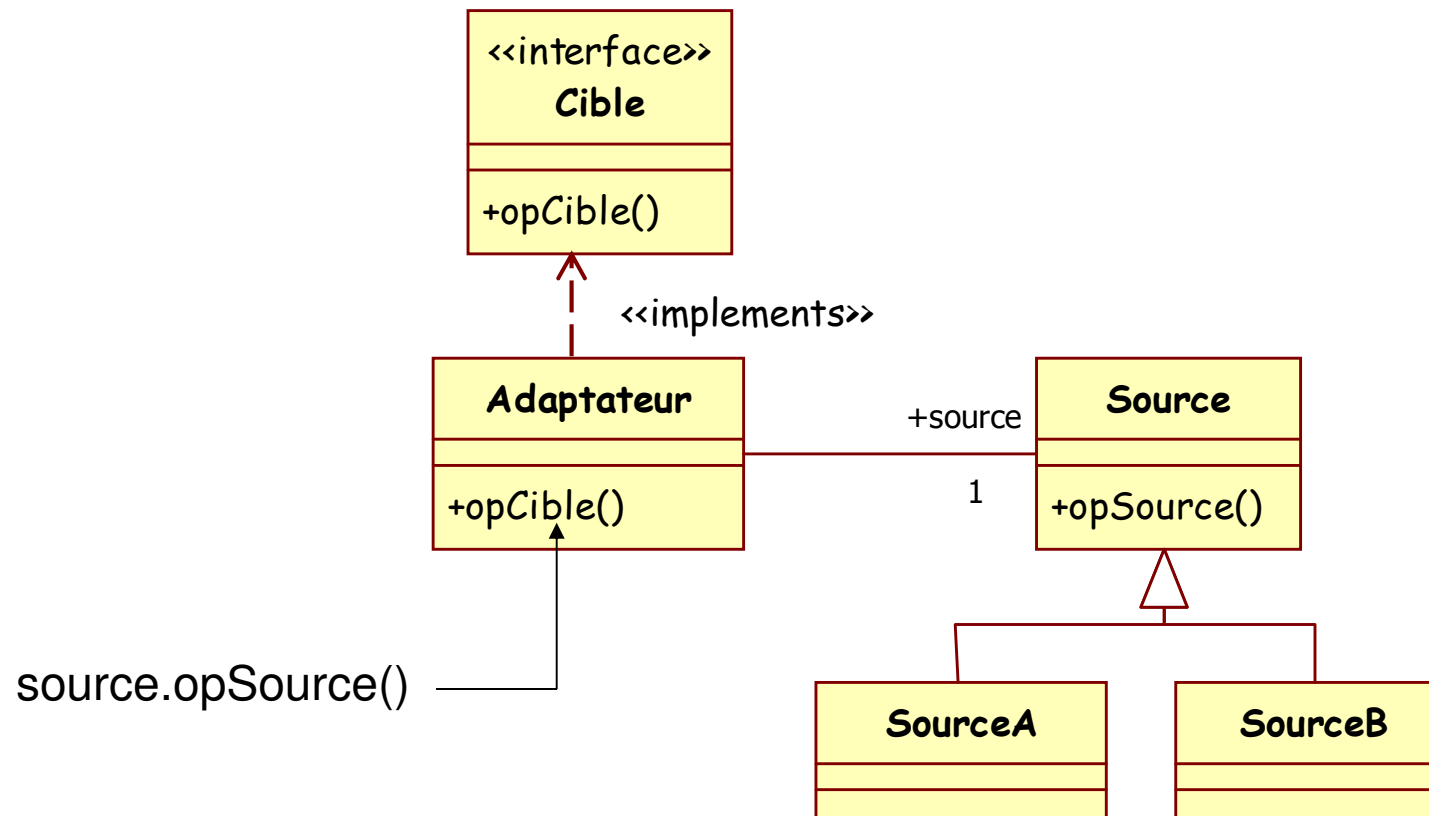 <<interface>>
Cible
+opCible()
<<implements>>
Adaptateur
+opCible()
+source
1
Source
+opSource()
source.opSource()
SourceA
SourceB